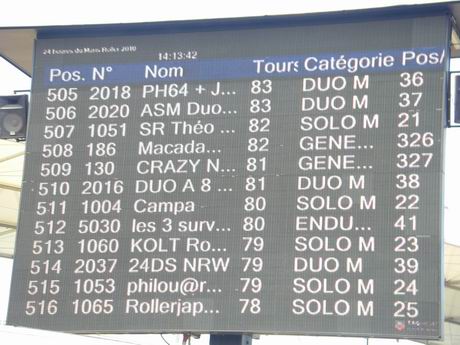 24 heures du Mans Roller 2010 14:13:42
Pos. N° Nom Tours Catégorie Pos/
505 2018 PH64 + J... 83 DUO M 36
506 2020 ASM Duo... 83 DUO M 37
507 1051 SR Théo ... 82 SOLO M 21
508 186 Macada... 82 GENE... 326
509 130 CRAZY N... 81 GENE... 327
510 2016 DUO A 8 ... 81 DUO M 38
511 1004 Campa 80 SOLO M 22
512 5030 les 3 surv... 80 ENDU... 41
513 1060 KOLT Ro... 79 SOLO M 23
514 2037 24DS NRW 79 DUO M 39
515 1053 philou@r... 79 SOLO M 24
516 1065 Rollerjap... 78 SOLO M 25